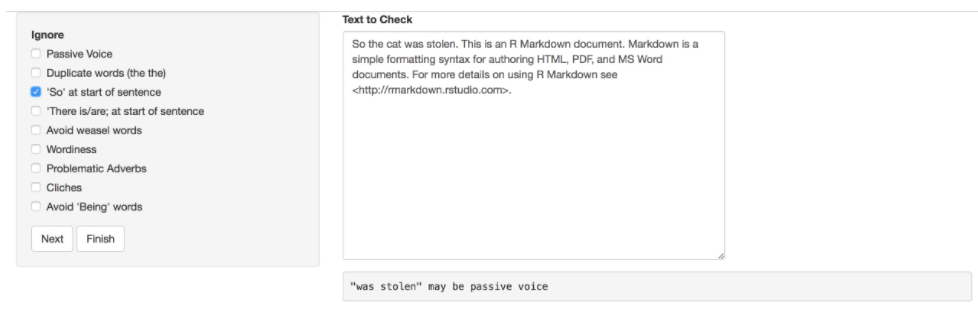 Ignore
Passive Voice
Duplicate words (the the)
'So' at start of sentence
'There is/are; at start of sentence
Avoid weasel words
Wordiness
Problematic Adverbs
Cliches
Avoid 'Being' words
Next Finish
Text to Check
So the cat was stolen. This is an R Markdown document. Markdown is a
simple formatting syntax for authoring HTML, PDF, and MS Word
documents. For more details on using R Markdown see
<http://rmarkdown.rstudio.com>.
"was stolen" may be passive voice